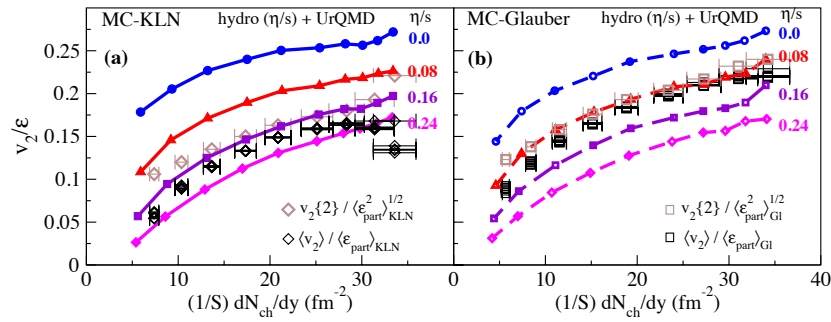 MC-KLN hydro (η/s) + UrQMD η/s
(a)
0.0
0.08
0.16
0.24
v₂{2} / ⟨ε²part⟩^1/2 KLN
⟨v₂⟩ / ⟨εpart⟩KLN
v₂/ε
0.25
0.2
0.15
0.1
0.05
0
0 10 20 30
(1/S) dNch/dy (fm⁻²)
MC-Glauber hydro (η/s) + UrQMD η/s
(b)
0.0
0.08
0.16
0.24
v₂{2} / ⟨ε²part⟩^1/2 Gl
⟨v₂⟩ / ⟨εpart⟩Gl
0 10 20 30 40
(1/S) dNch/dy (fm⁻²)